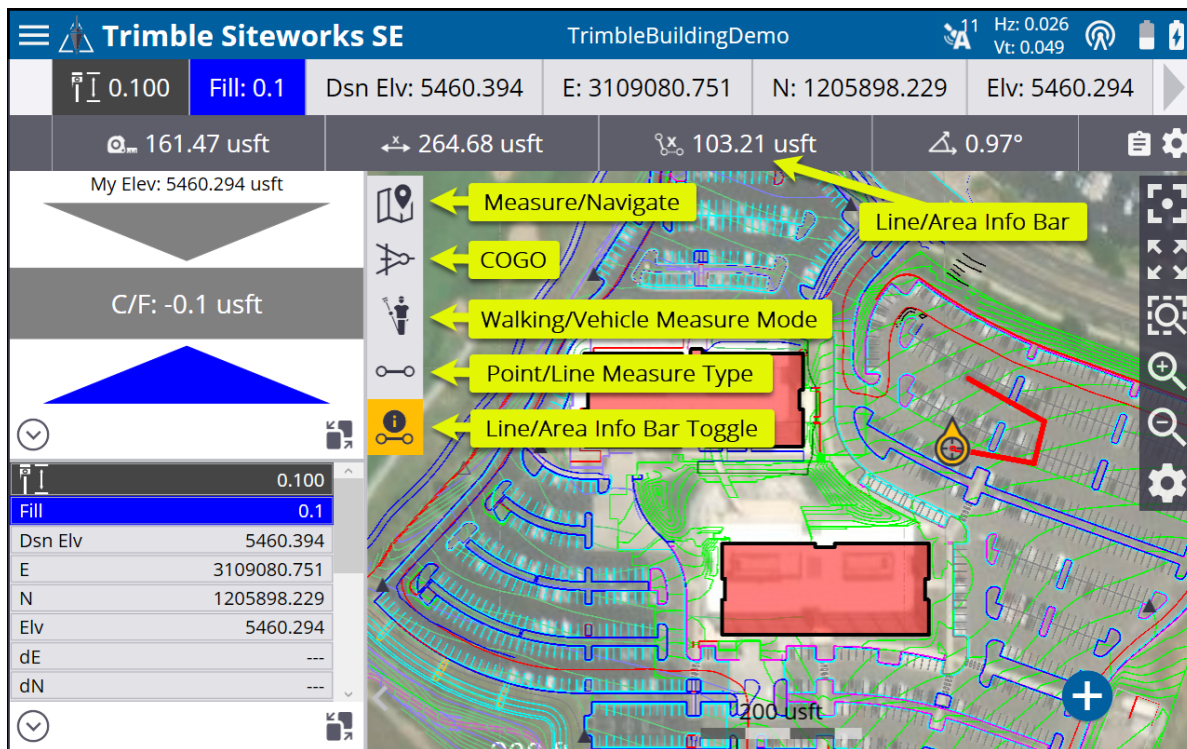 Trimble Siteworks SE
TrimbleBuildingDemo
11
Hz: 0.026
Vt: 0.049
0.100
Fill: 0.1
Dsn Elv: 5460.394
E: 3109080.751
N: 1205898.229
Elv: 5460.294
161.47 usft
264.68 usft
103.21 usft
0.97°
My Elev: 5460.294 usft
C/F: -0.1 usft
Measure/Navigate
Line/Area Info Bar
COGO
Walking/Vehicle Measure Mode
Point/Line Measure Type
Line/Area Info Bar Toggle
0.100
Fill 0.1
Dsn Elv 5460.394
E 3109080.751
N 1205898.229
Elv 5460.294
dE ---
dN ---
200 usft